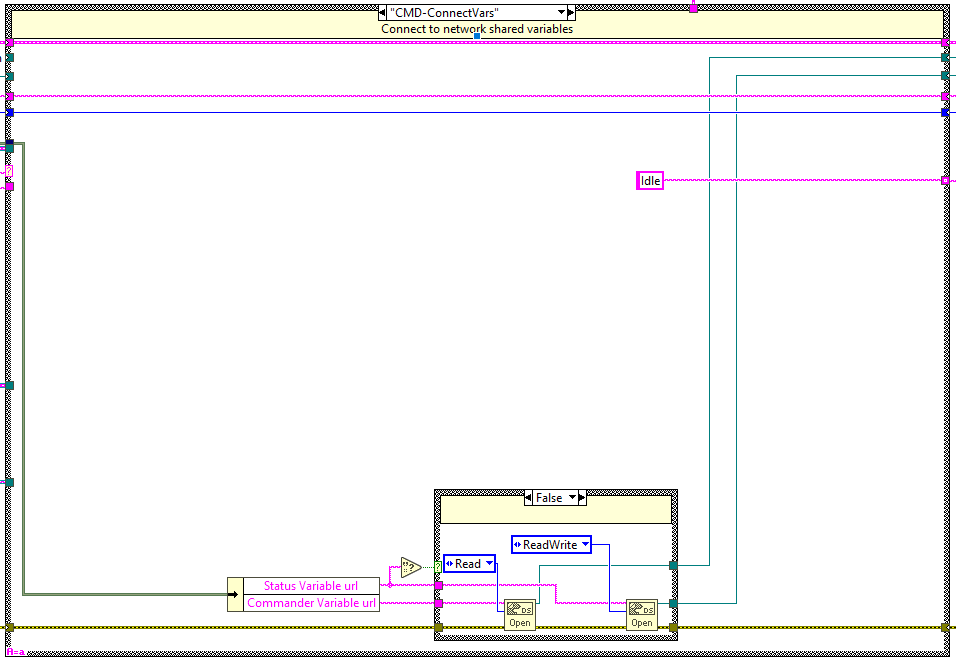 "CMD-ConnectVars"
Connect to network shared variables
?
Idle
False
ReadWrite
"?
?
Read
Status Variable url
Commander Variable url
DS
Open
DS
Open
A=a